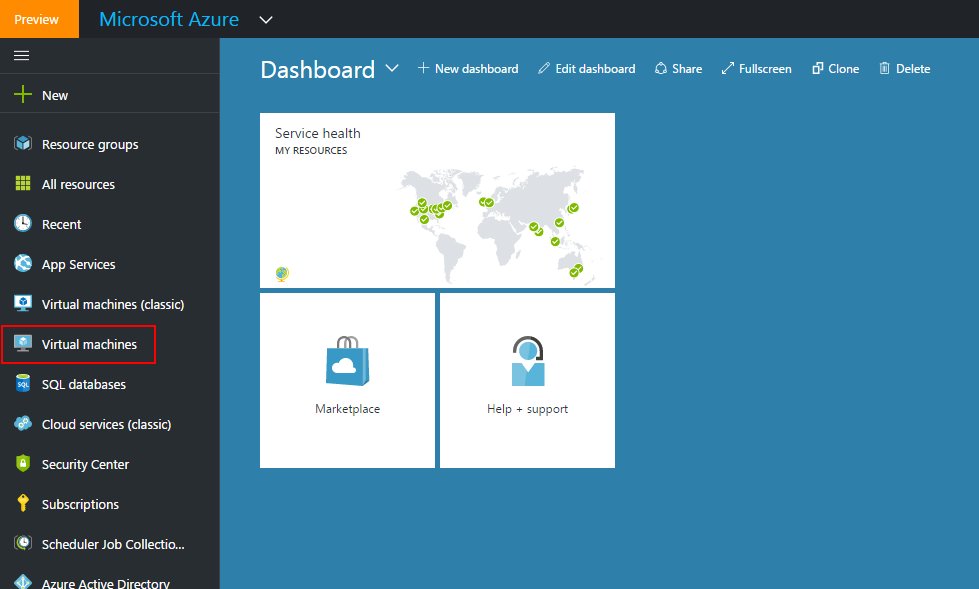 Preview
Microsoft Azure
Dashboard
New dashboard
Edit dashboard
Share
Fullscreen
Clone
Delete
New
Resource groups
All resources
Recent
App Services
Virtual machines (classic)
Virtual machines
SQL
SQL databases
Cloud services (classic)
Security Center
Subscriptions
Scheduler Job Collectio...
Azure Active Directory
Service health
MY RESOURCES
Marketplace
Help + support